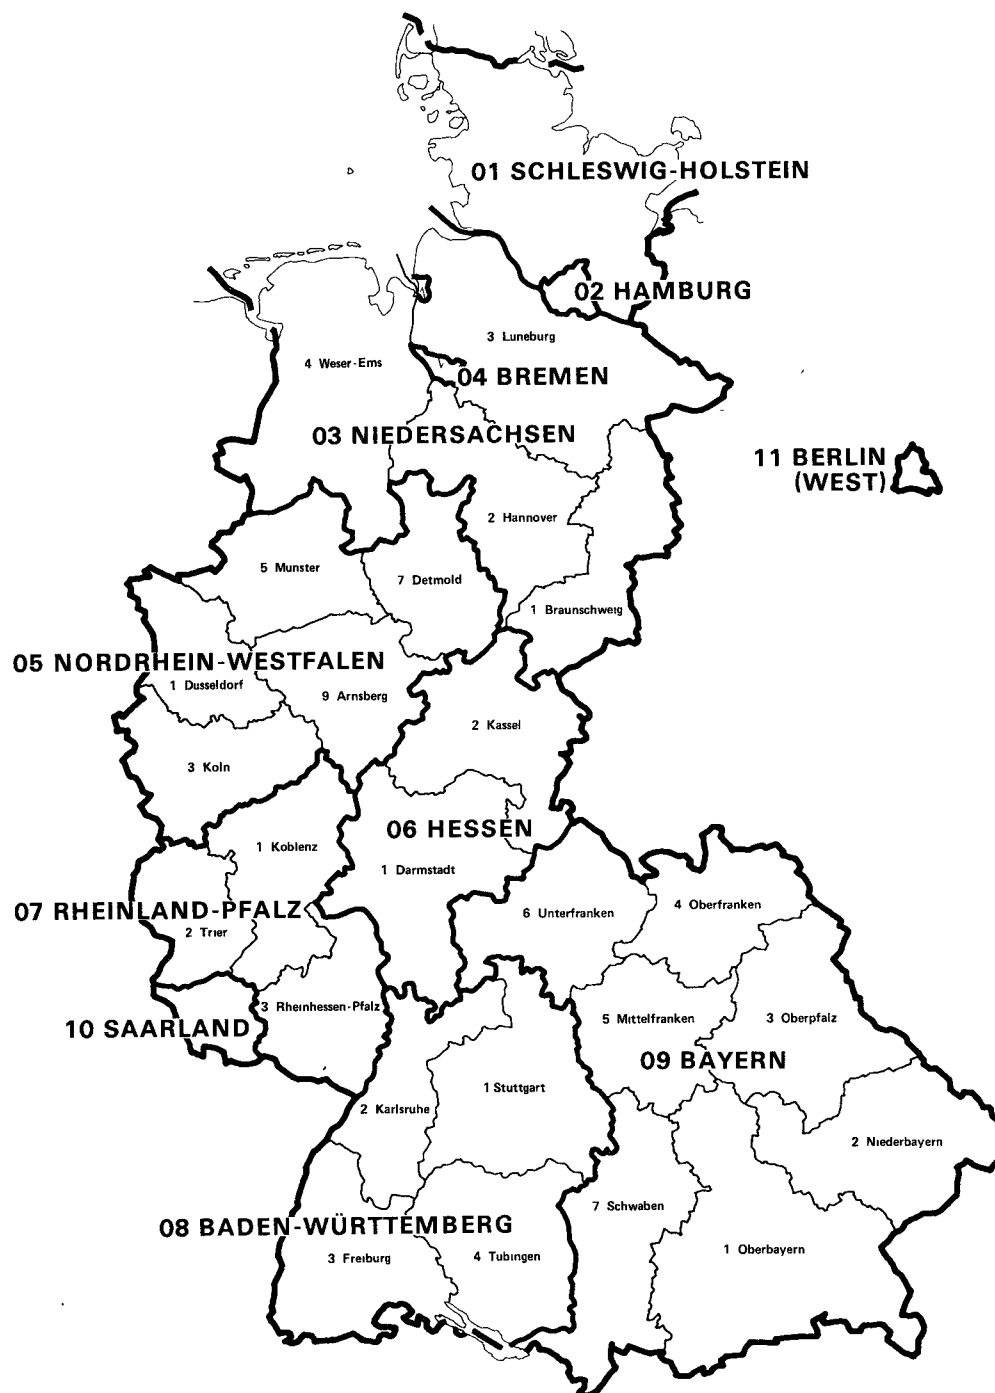 01 SCHLESWIG-HOLSTEIN
02 HAMBURG
3 Luneburg
4 Weser-Ems
04 BREMEN
03 NIEDERSACHSEN
11 BERLIN
(WEST)
2 Hannover
5 Munster
7 Detmold
1 Braunschweig
05 NORDRHEIN-WESTFALEN
1 Dusseldorf
9 Arnsberg
2 Kassel
3 Koln
06 HESSEN
1 Koblenz
1 Darmstadt
4 Oberfranken
07 RHEINLAND-PFALZ
6 Unterfranken
2 Trier
3 Rheinhessen-Pfalz
5 Mittelfranken
3 Oberpfalz
10 SAARLAND
09 BAYERN
1 Stuttgart
2 Karlsruhe
2 Niederbayern
7 Schwaben
08 BADEN-WÜRTTEMBERG
1 Oberbayern
3 Freiburg
4 Tubingen